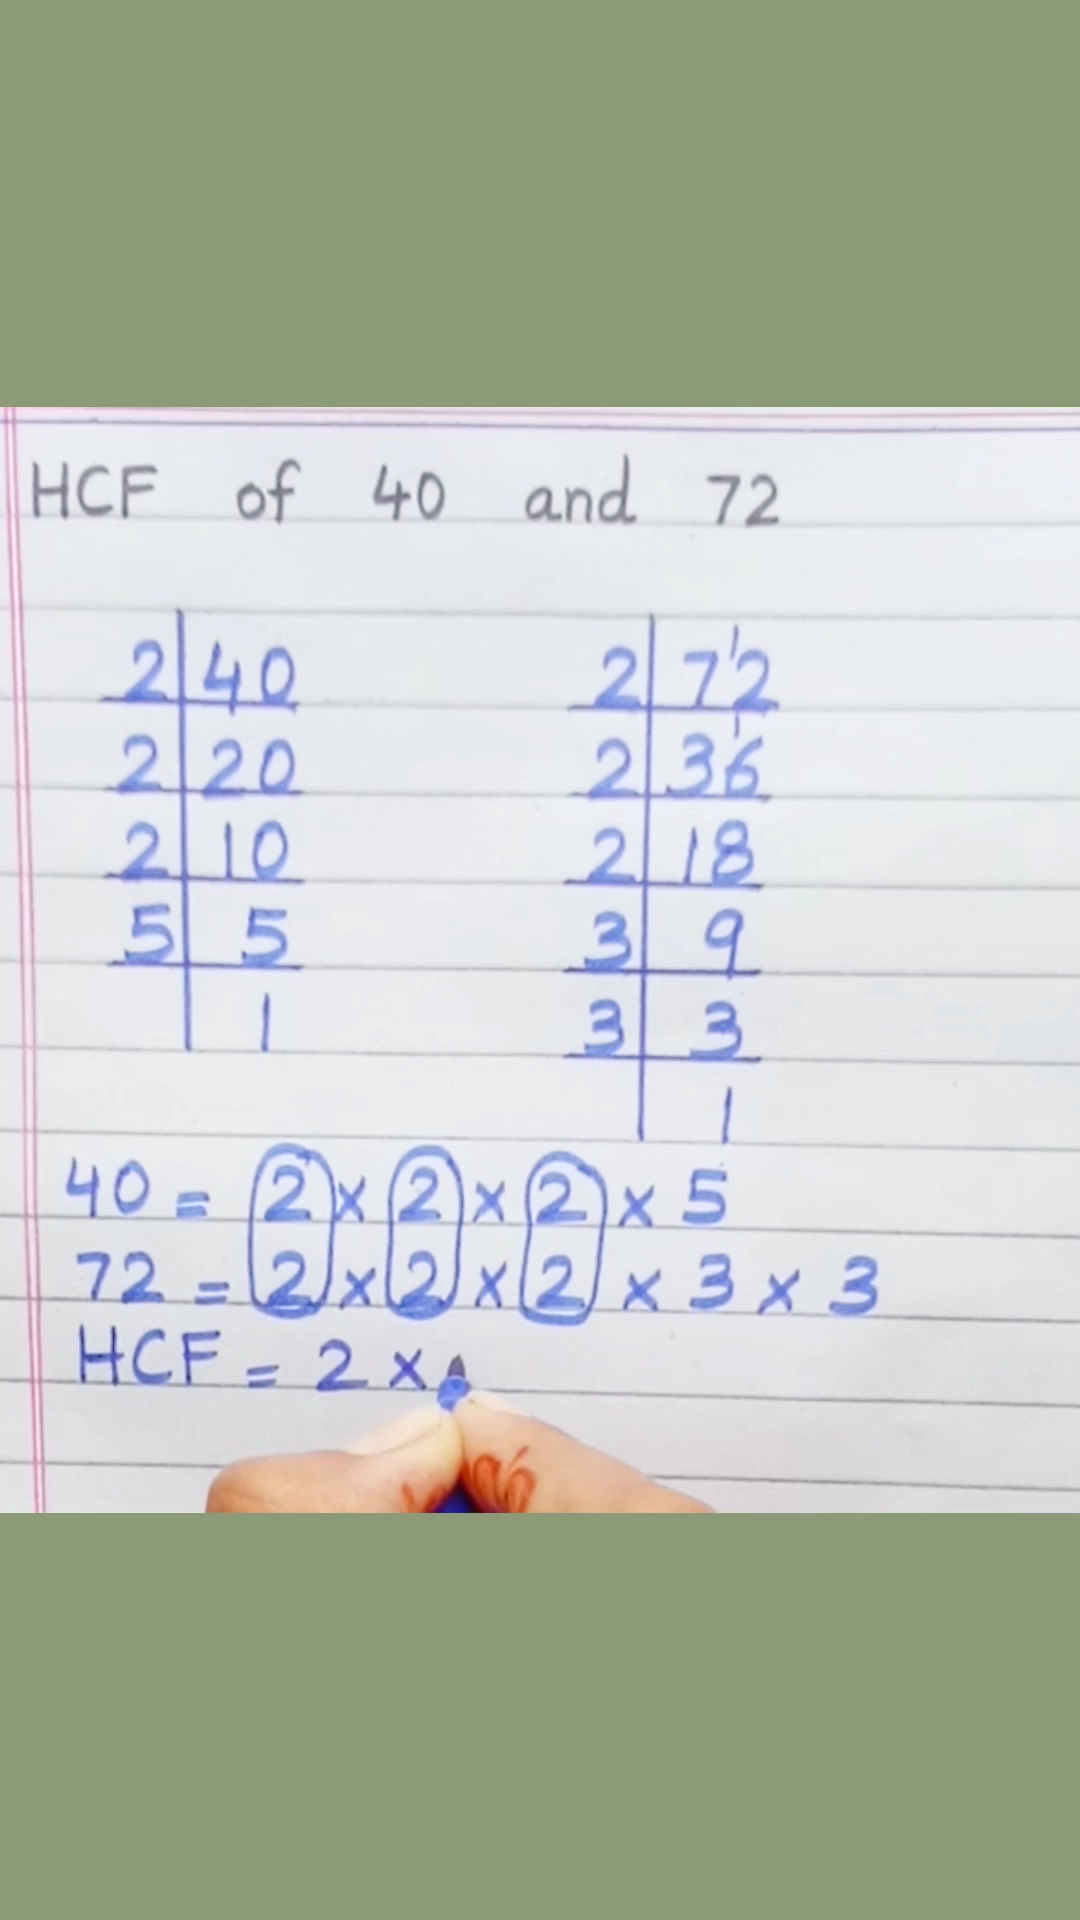 HCF of 40 and 72
2 40 2 72
2 20 2 36
2 10 2 18
5 5 3 9
1 3 3
1
40 = 2 × 2 × 2 × 5
72 = 2 × 2 × 2 × 3 × 3
HCF = 2 ×